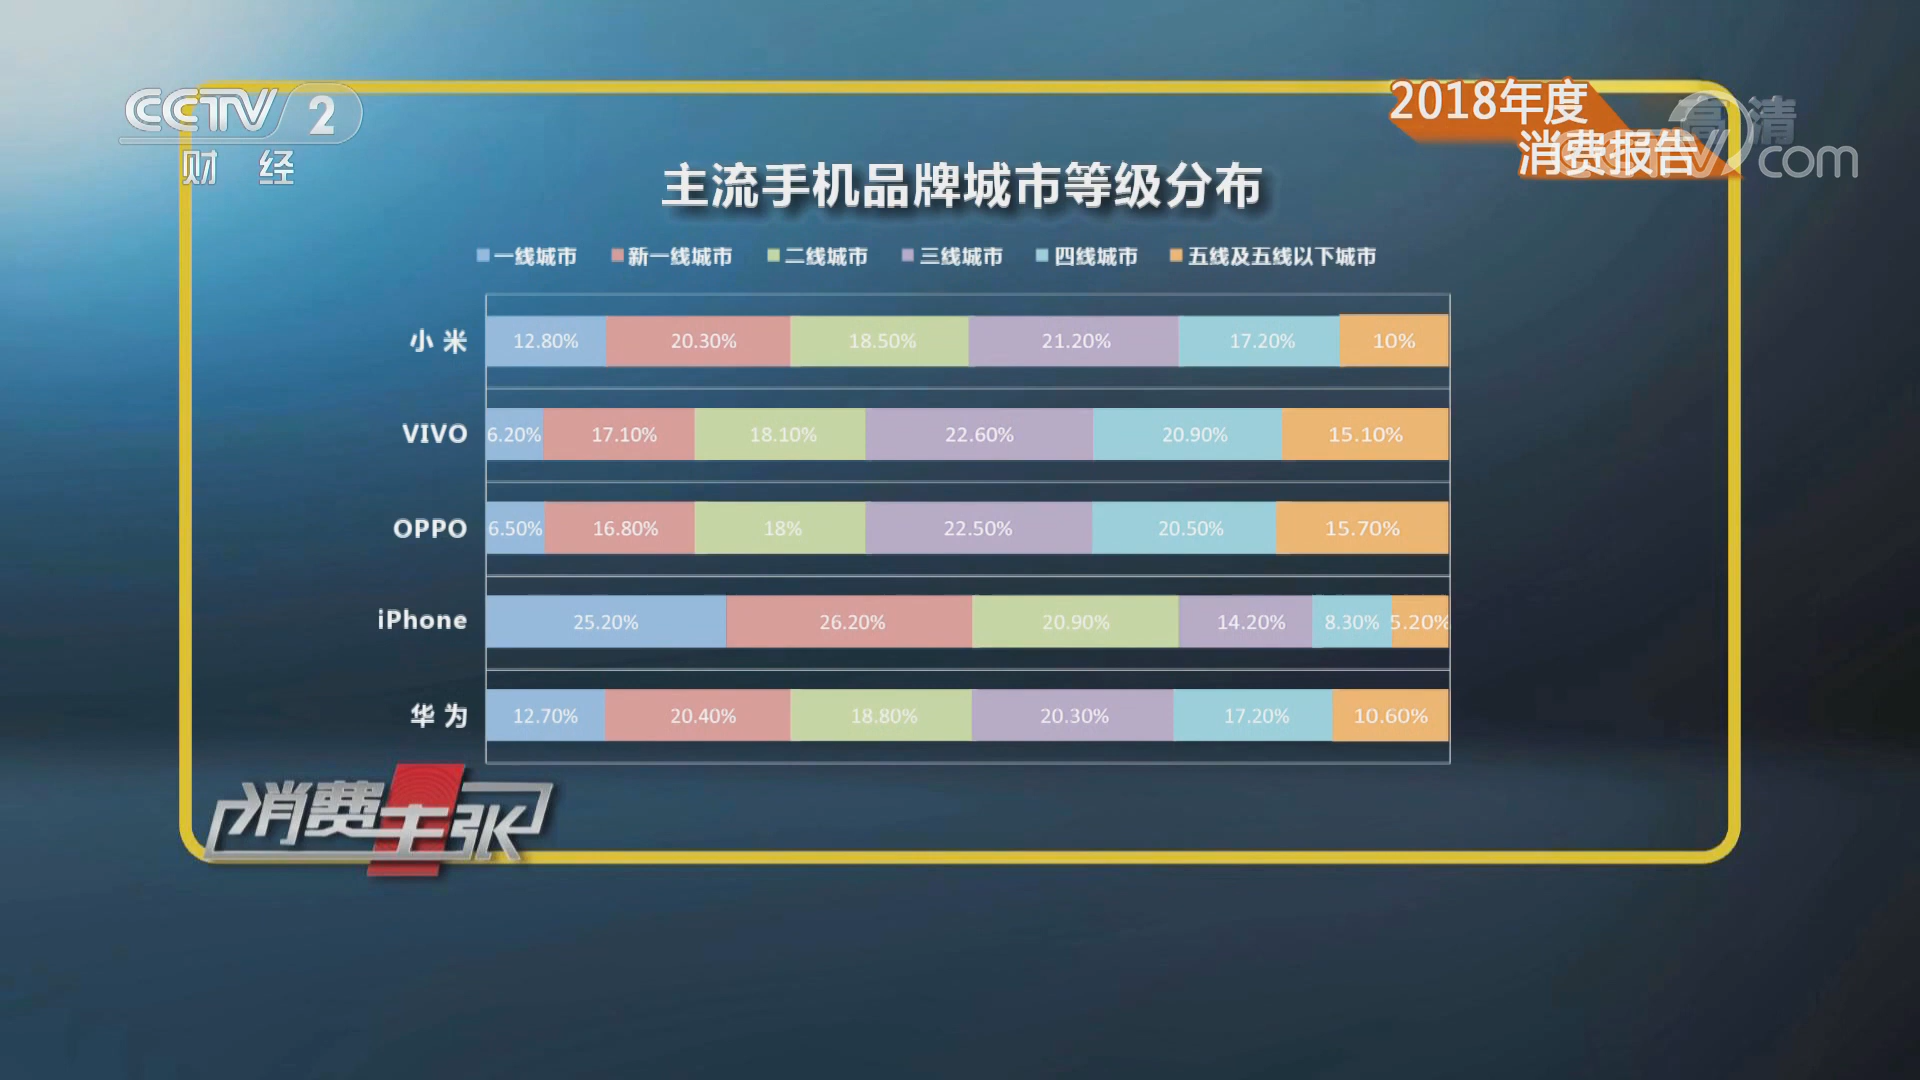 CCTV 2
财 经
2018年度
消费报告
高清
CCTV.com
主流手机品牌城市等级分布
一线城市 新一线城市 二线城市 三线城市 四线城市 五线及五线以下城市
小 米 12.80% 20.30% 18.50% 21.20% 17.20% 10%
VIVO 6.20% 17.10% 18.10% 22.60% 20.90% 15.10%
OPPO 6.50% 16.80% 18% 22.50% 20.50% 15.70%
iPhone 25.20% 26.20% 20.90% 14.20% 8.30% 5.20%
华 为 12.70% 20.40% 18.80% 20.30% 17.20% 10.60%
消费主张